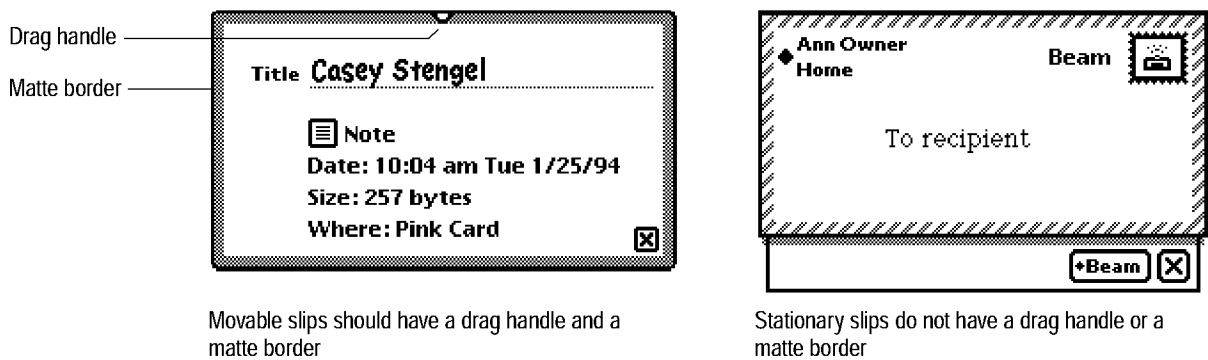 Drag handle
Matte border
Title Casey Stengel
Note
Date: 10:04 am Tue 1/25/94
Size: 257 bytes
Where: Pink Card
Movable slips should have a drag handle and a
matte border
Ann Owner
Home
Beam
To recipient
Beam
Stationary slips do not have a drag handle or a
matte border